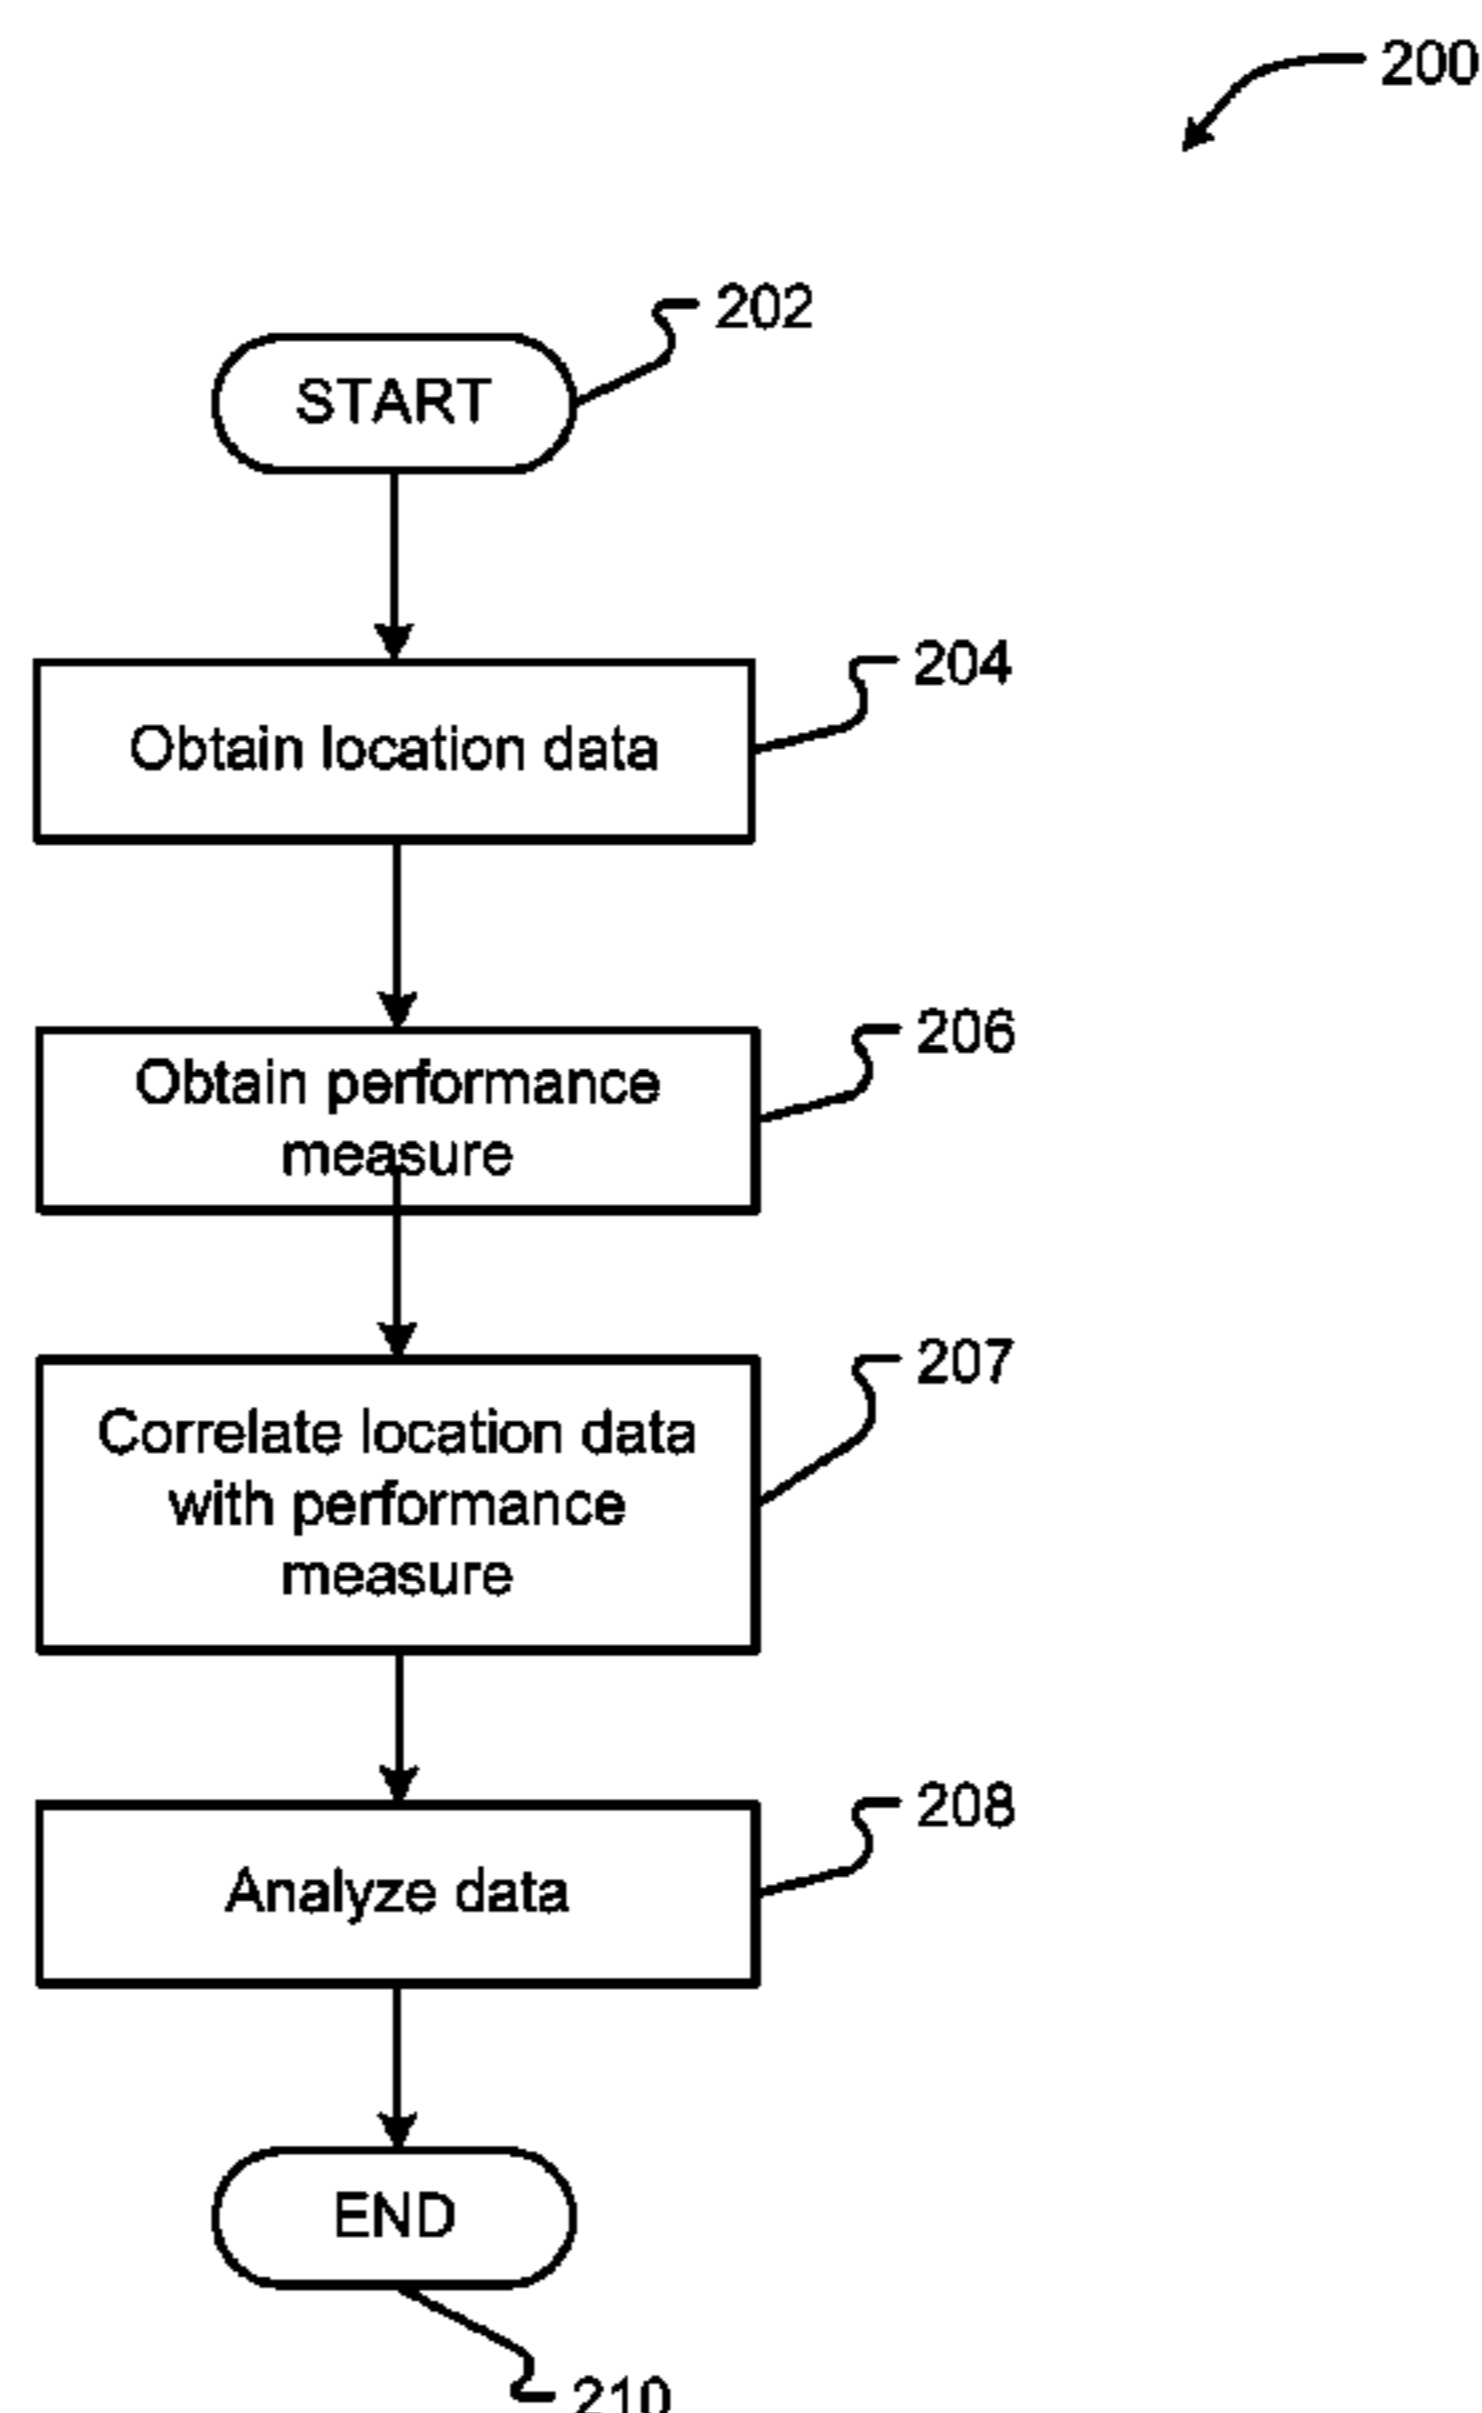 200
202
START
204
Obtain location data
206
Obtain performance
measure
207
Correlate location data
with performance
measure
208
Analyze data
END
210